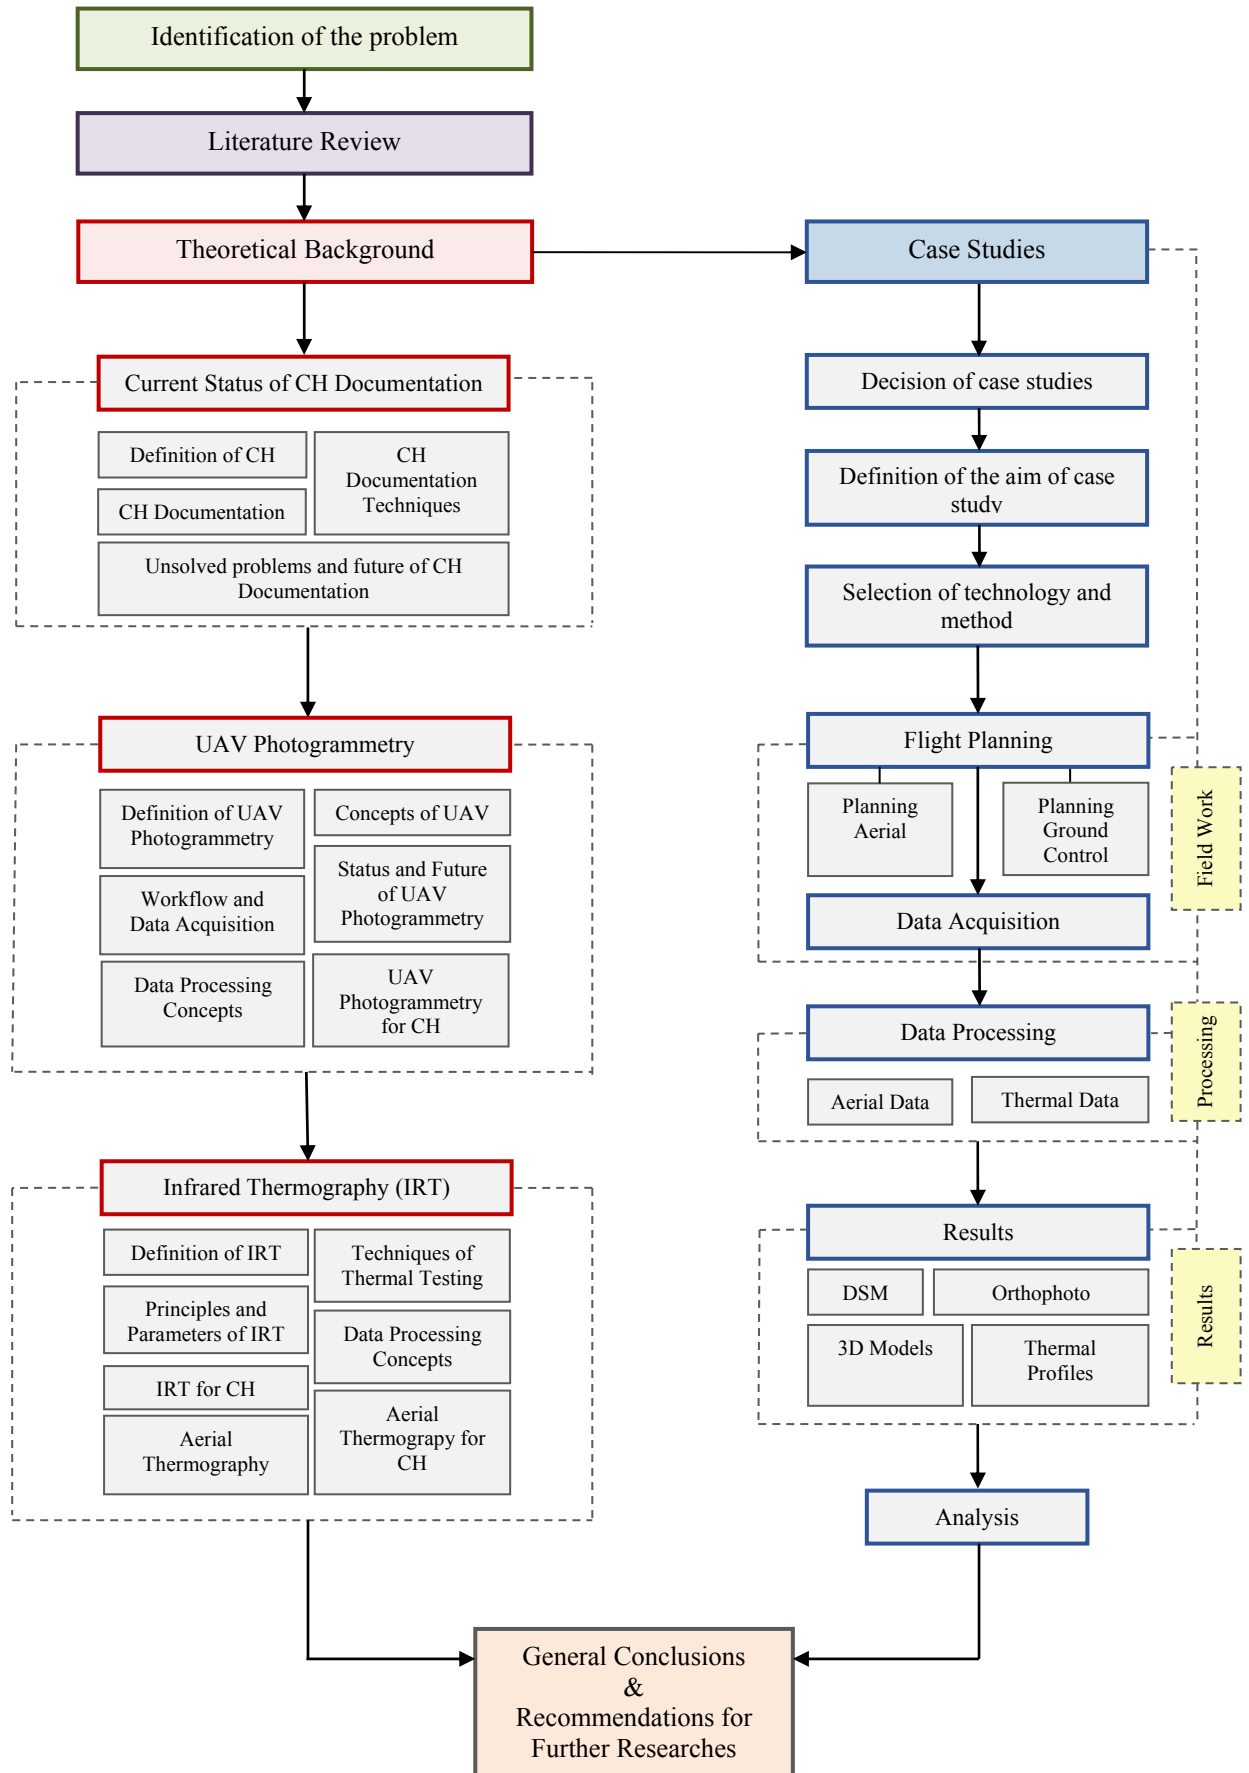 Identification of the problem
Literature Review
Theoretical Background
Current Status of CH Documentation
Definition of CH
CH Documentation
CH
Documentation
Techniques
Unsolved problems and future of CH
Documentation
UAV Photogrammetry
Definition of UAV
Photogrammetry
Workflow and
Data Acquisition
Data Processing
Concepts
Concepts of UAV
Status and Future
of UAV
Photogrammetry
UAV
Photogrammetry
for CH
Infrared Thermography (IRT)
Definition of IRT
Principles and
Parameters of IRT
IRT for CH
Aerial
Thermography
Techniques of
Thermal Testing
Data Processing
Concepts
Aerial
Thermograpy for
CH
Case Studies
Decision of case studies
Definition of the aim of case
study
Selection of technology and
method
Flight Planning
Planning
Aerial
Planning
Ground
Control
Data Acquisition
Field Work
Data Processing
Aerial Data
Thermal Data
Processing
Results
DSM
Orthophoto
3D Models
Thermal
Profiles
Results
Analysis
General Conclusions
&
Recommendations for
Further Researches